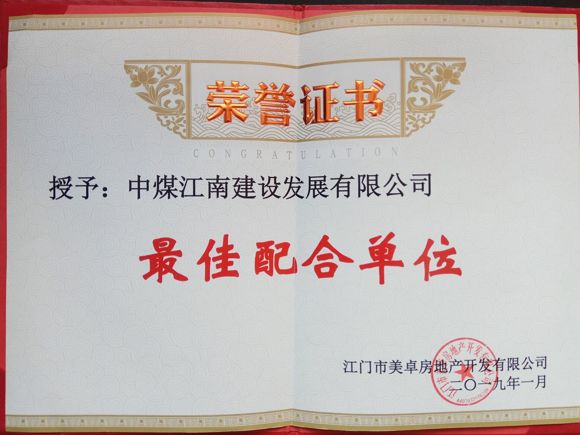 荣誉证书
CONGRATULATION
授予：中煤江南建设发展有限公司
最佳配合单位
江门市美卓房地产开发有限公司
二〇一九年一月